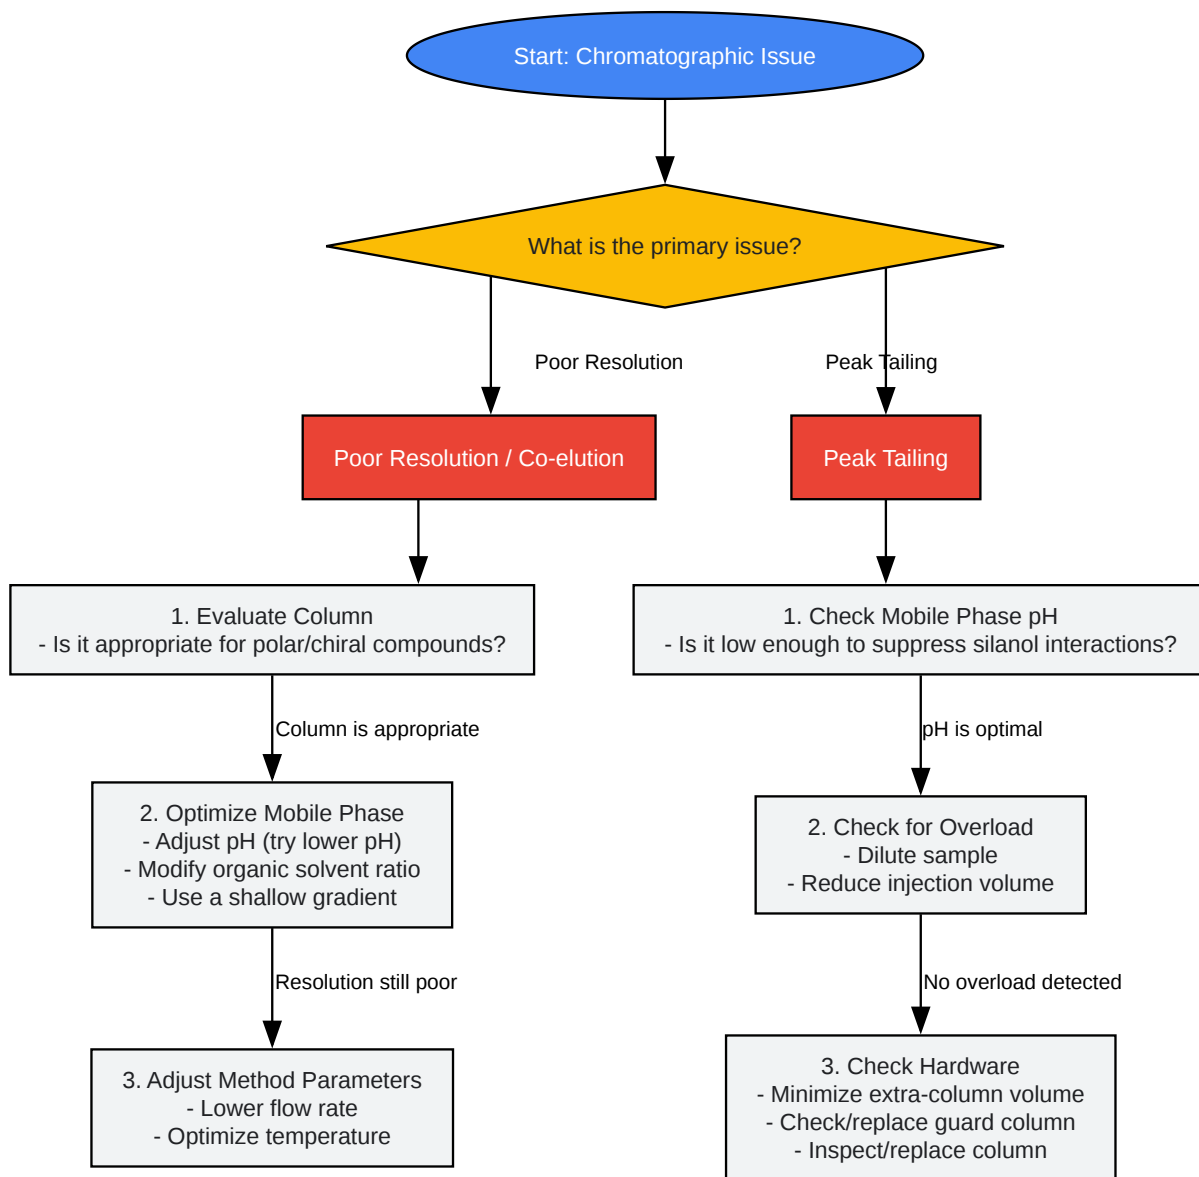 Start: Chromatographic Issue
What is the primary issue?
Poor Resolution
Peak Tailing
Poor Resolution / Co-elution
Peak Tailing
1. Evaluate Column
- Is it appropriate for polar/chiral compounds?
1. Check Mobile Phase pH
- Is it low enough to suppress silanol interactions?
Column is appropriate
pH is optimal
2. Optimize Mobile Phase
- Adjust pH (try lower pH)
- Modify organic solvent ratio
- Use a shallow gradient
2. Check for Overload
- Dilute sample
- Reduce injection volume
Resolution still poor
No overload detected
3. Adjust Method Parameters
- Lower flow rate
- Optimize temperature
3. Check Hardware
- Minimize extra-column volume
- Check/replace guard column
- Inspect/replace column